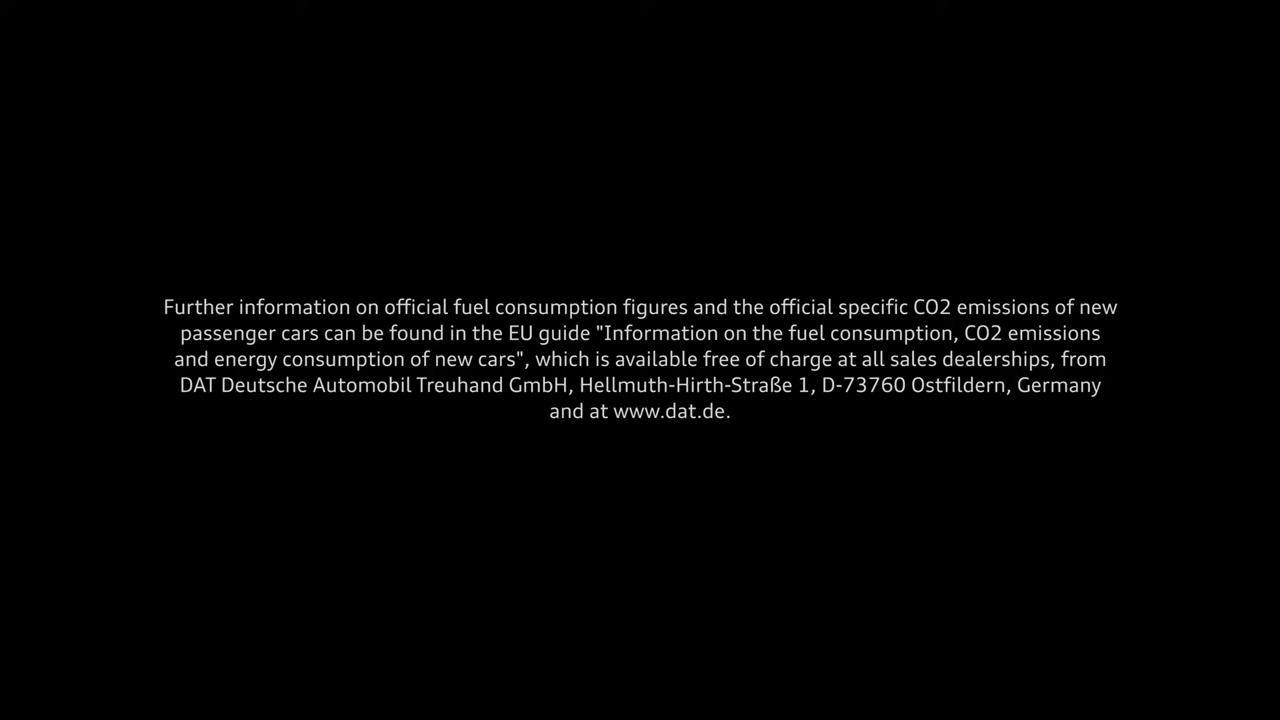 Further information on official fuel consumption figures and the official specific CO2 emissions of new
passenger cars can be found in the EU guide "Information on the fuel consumption, CO2 emissions
and energy consumption of new cars", which is available free of charge at all sales dealerships, from
DAT Deutsche Automobil Treuhand GmbH, Hellmuth-Hirth-Straße 1, D-73760 Ostfildern, Germany
and at www.dat.de.